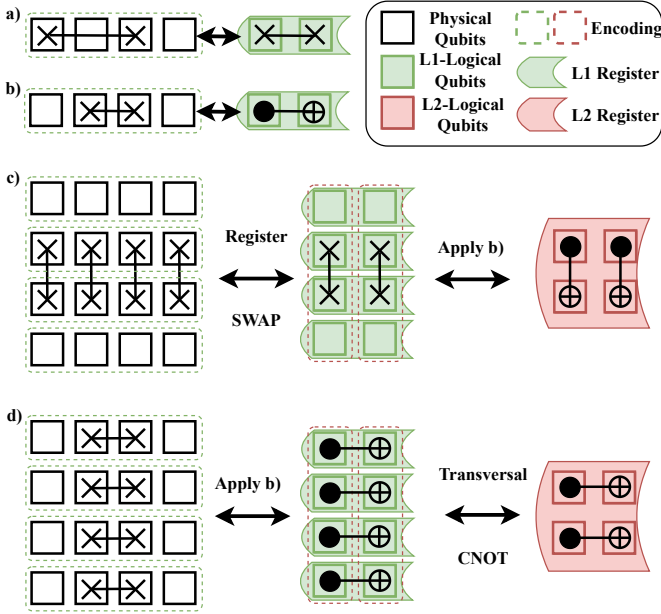 a)
Physical
Qubits
Encoding
L1-Logical
Qubits
L1 Register
b)
L2-Logical
Qubits
L2 Register
c)
Register
SWAP
Apply b)
d)
Apply b)
Transversal
CNOT